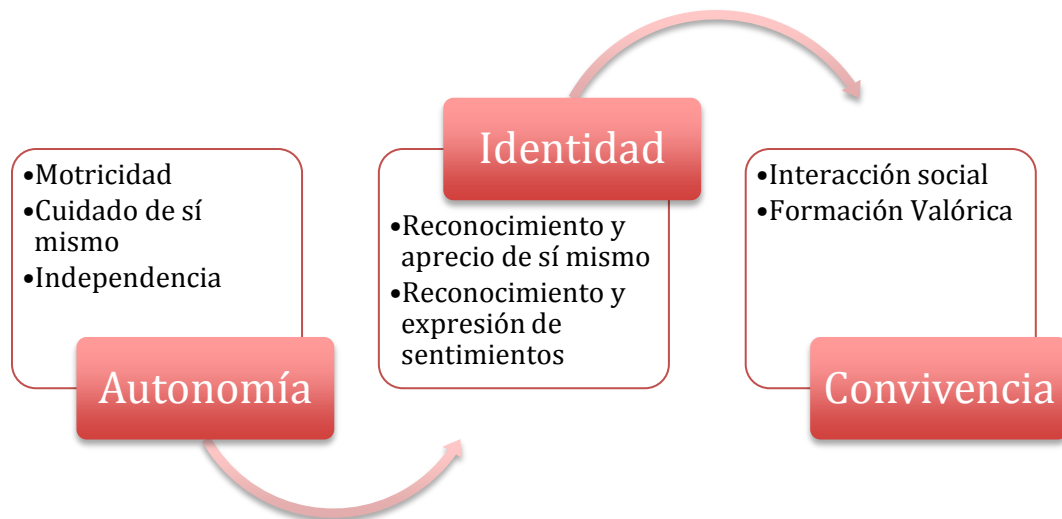 •Motricidad
•Cuidado de sí
mismo
•Independencia
Autonomía
Identidad
•Reconocimiento y
aprecio de sí mismo
•Reconocimiento y
expresión de
sentimientos
•Interacción social
•Formación Valórica
Convivencia